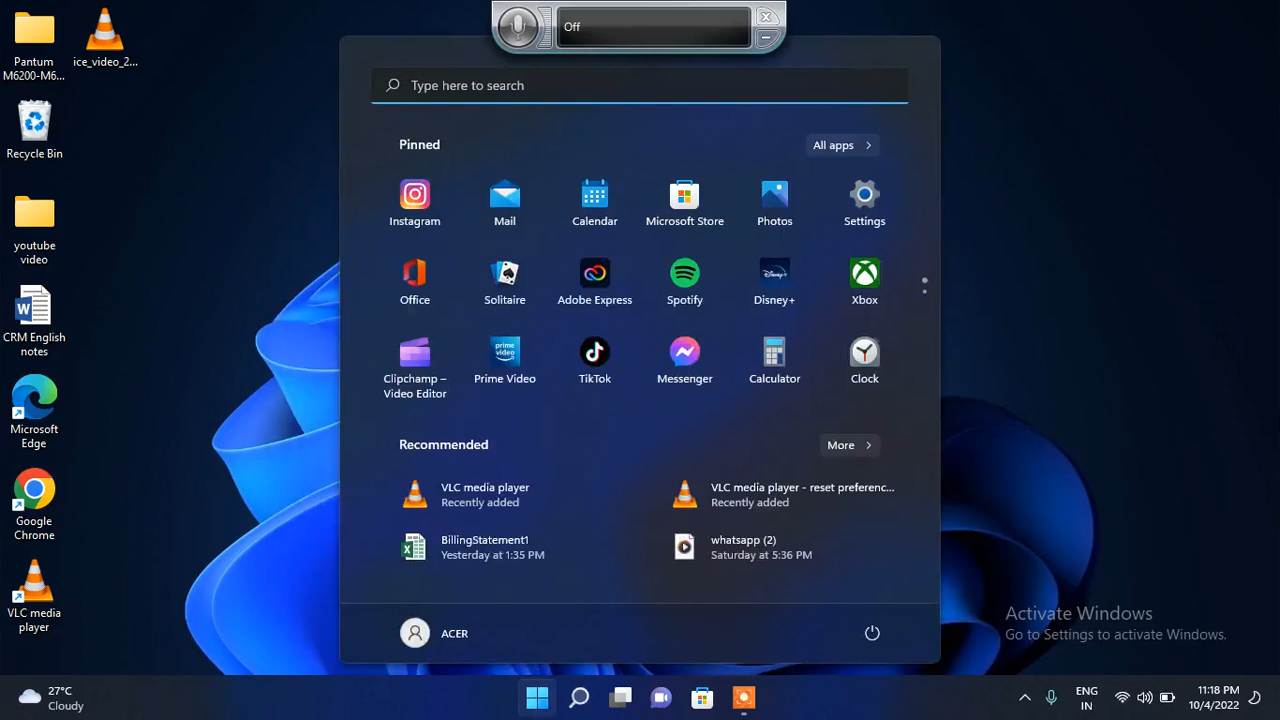 Pantum
M6200-M6...
ice_video_2...
Recycle Bin
youtube
video
CRM English
notes
Microsoft
Edge
Google
Chrome
VLC media
player
Off
Type here to search
Pinned
All apps
Instagram
Mail
Calendar
Microsoft Store
Photos
Settings
Office
Solitaire
Adobe Express
Spotify
Disney+
Xbox
Clipchamp –
Video Editor
prime
video
Prime Video
TikTok
Messenger
Calculator
Clock
Recommended
More
VLC media player
Recently added
VLC media player - reset preferenc...
Recently added
BillingStatement1
Yesterday at 1:35 PM
whatsapp (2)
Saturday at 5:36 PM
ACER
Activate Windows
Go to Settings to activate Windows.
27°C
Cloudy
ENG
IN
11:18 PM
10/4/2022